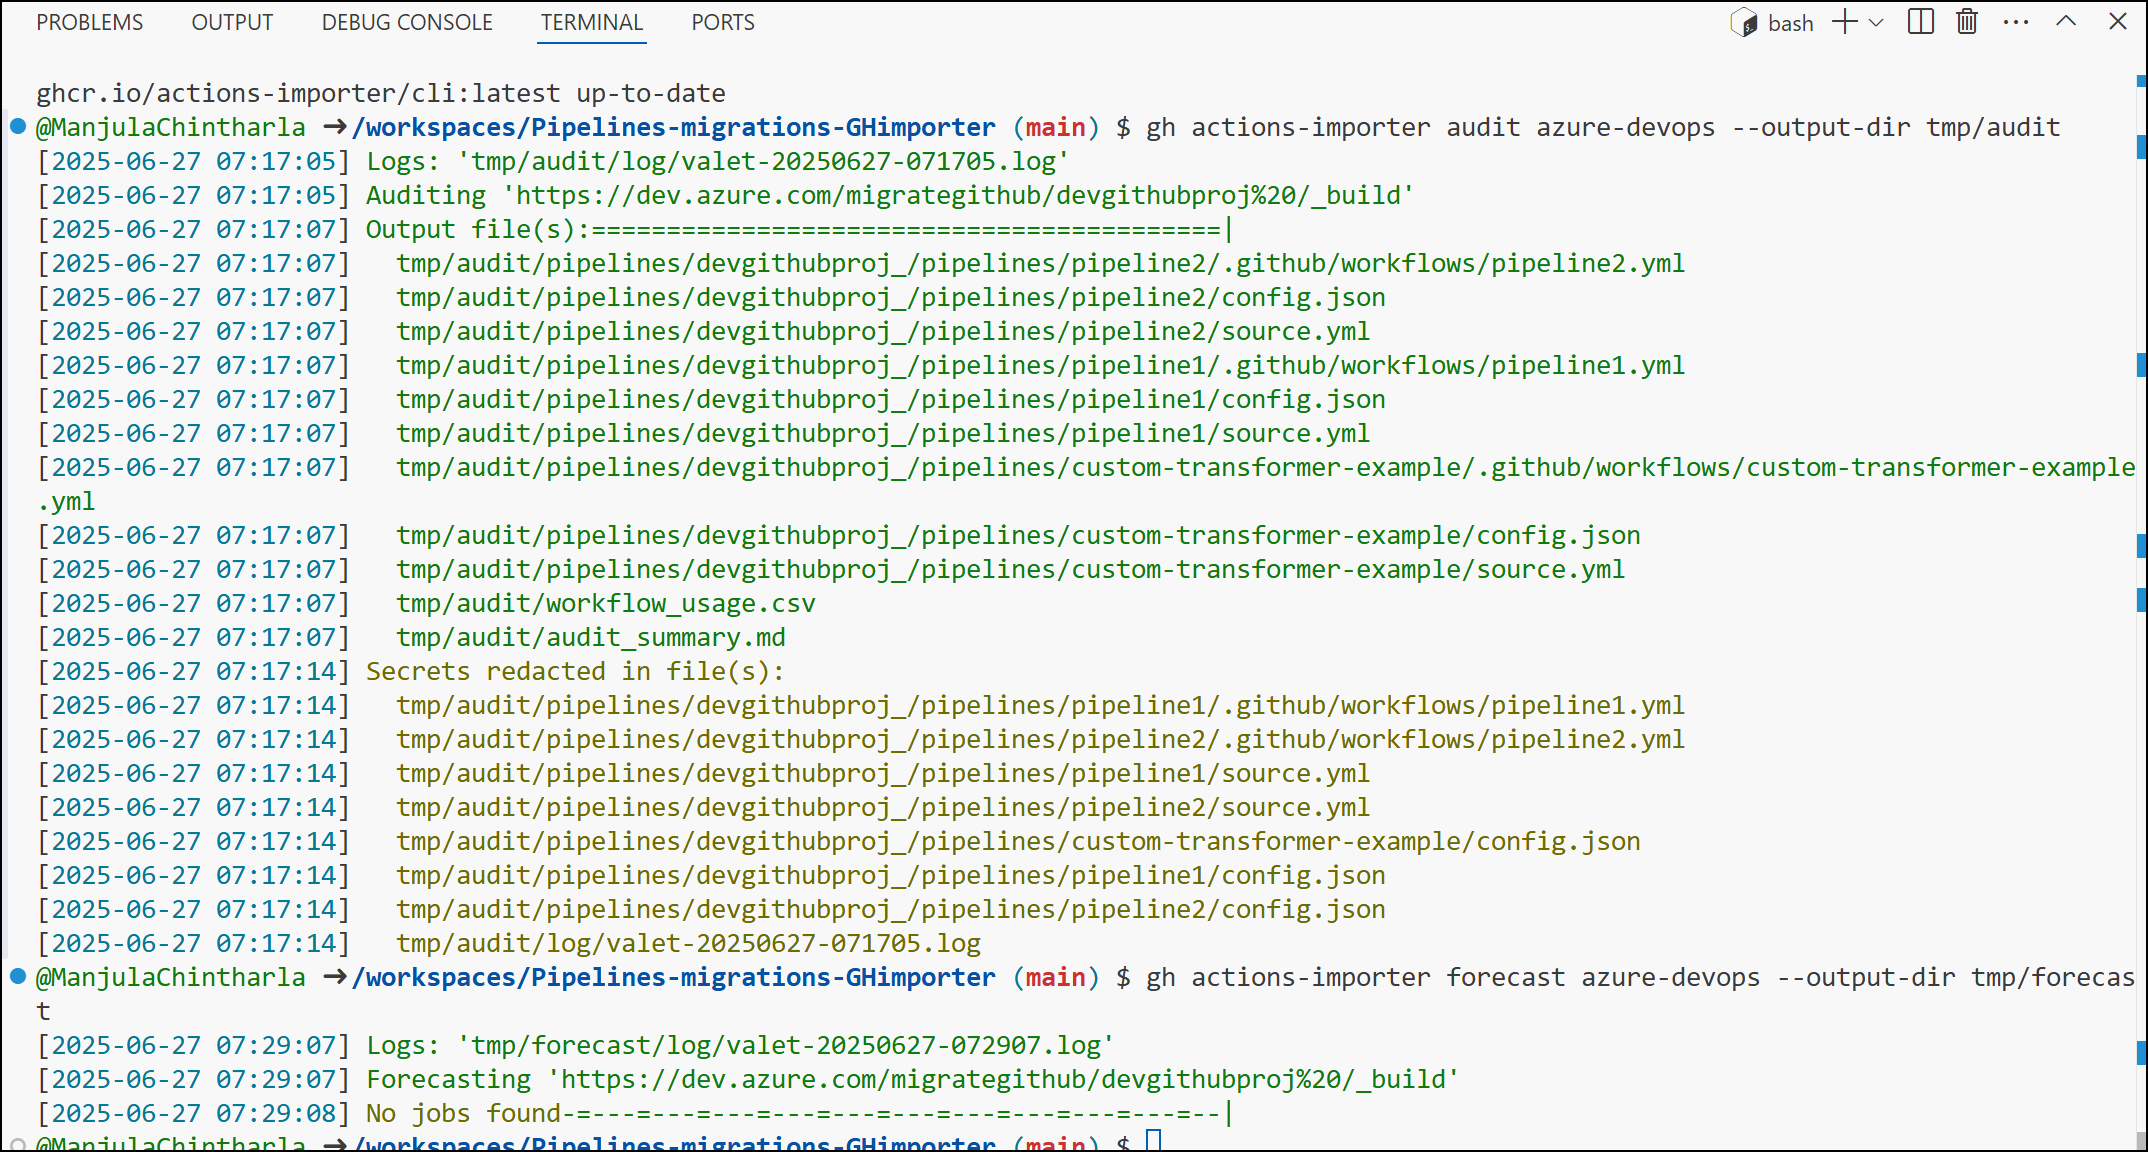 PROBLEMS OUTPUT DEBUG CONSOLE TERMINAL PORTS bash
ghcr.io/actions-importer/cli:latest up-to-date
@ManjulaChintharla ➜/workspaces/Pipelines-migrations-GHimporter (main) $ gh actions-importer audit azure-devops --output-dir tmp/audit
[2025-06-27 07:17:05] Logs: 'tmp/audit/log/valet-20250627-071705.log'
[2025-06-27 07:17:05] Auditing 'https://dev.azure.com/migrategithub/devgithubproj%20/_build'
[2025-06-27 07:17:07] Output file(s):==========================================|
[2025-06-27 07:17:07]   tmp/audit/pipelines/devgithubproj_/pipelines/pipeline2/.github/workflows/pipeline2.yml
[2025-06-27 07:17:07]   tmp/audit/pipelines/devgithubproj_/pipelines/pipeline2/config.json
[2025-06-27 07:17:07]   tmp/audit/pipelines/devgithubproj_/pipelines/pipeline2/source.yml
[2025-06-27 07:17:07]   tmp/audit/pipelines/devgithubproj_/pipelines/pipeline1/.github/workflows/pipeline1.yml
[2025-06-27 07:17:07]   tmp/audit/pipelines/devgithubproj_/pipelines/pipeline1/config.json
[2025-06-27 07:17:07]   tmp/audit/pipelines/devgithubproj_/pipelines/pipeline1/source.yml
[2025-06-27 07:17:07]   tmp/audit/pipelines/devgithubproj_/pipelines/custom-transformer-example/.github/workflows/custom-transformer-example
.yml
[2025-06-27 07:17:07]   tmp/audit/pipelines/devgithubproj_/pipelines/custom-transformer-example/config.json
[2025-06-27 07:17:07]   tmp/audit/pipelines/devgithubproj_/pipelines/custom-transformer-example/source.yml
[2025-06-27 07:17:07]   tmp/audit/workflow_usage.csv
[2025-06-27 07:17:07]   tmp/audit/audit_summary.md
[2025-06-27 07:17:14] Secrets redacted in file(s):
[2025-06-27 07:17:14]   tmp/audit/pipelines/devgithubproj_/pipelines/pipeline1/.github/workflows/pipeline1.yml
[2025-06-27 07:17:14]   tmp/audit/pipelines/devgithubproj_/pipelines/pipeline2/.github/workflows/pipeline2.yml
[2025-06-27 07:17:14]   tmp/audit/pipelines/devgithubproj_/pipelines/pipeline1/source.yml
[2025-06-27 07:17:14]   tmp/audit/pipelines/devgithubproj_/pipelines/pipeline2/source.yml
[2025-06-27 07:17:14]   tmp/audit/pipelines/devgithubproj_/pipelines/custom-transformer-example/config.json
[2025-06-27 07:17:14]   tmp/audit/pipelines/devgithubproj_/pipelines/pipeline1/config.json
[2025-06-27 07:17:14]   tmp/audit/pipelines/devgithubproj_/pipelines/pipeline2/config.json
[2025-06-27 07:17:14]   tmp/audit/log/valet-20250627-071705.log
@ManjulaChintharla ➜/workspaces/Pipelines-migrations-GHimporter (main) $ gh actions-importer forecast azure-devops --output-dir tmp/forecas
t
[2025-06-27 07:29:07] Logs: 'tmp/forecast/log/valet-20250627-072907.log'
[2025-06-27 07:29:07] Forecasting 'https://dev.azure.com/migrategithub/devgithubproj%20/_build'
[2025-06-27 07:29:08] No jobs found-=---=---=---=---=---=---=---=---=---=---=--|
@ManjulaChintharla ➜/workspaces/Pipelines-migrations-GHimporter (main) $